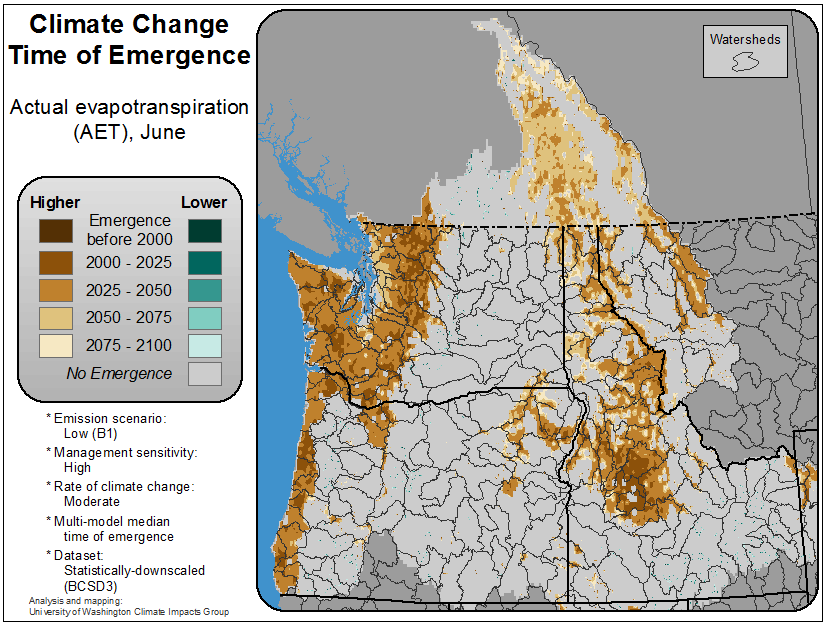 Climate Change
Time of Emergence
Actual evapotranspiration
(AET), June
Higher
Lower
Emergence
before 2000
2000 - 2025
2025 - 2050
2050 - 2075
2075 - 2100
No Emergence
* Emission scenario:
Low (B1)
* Management sensitivity:
High
* Rate of climate change:
Moderate
* Multi-model median
time of emergence
* Dataset:
Statistically-downscaled
(BCSD3)
Analysis and mapping:
University of Washington Climate Impacts Group
Watersheds